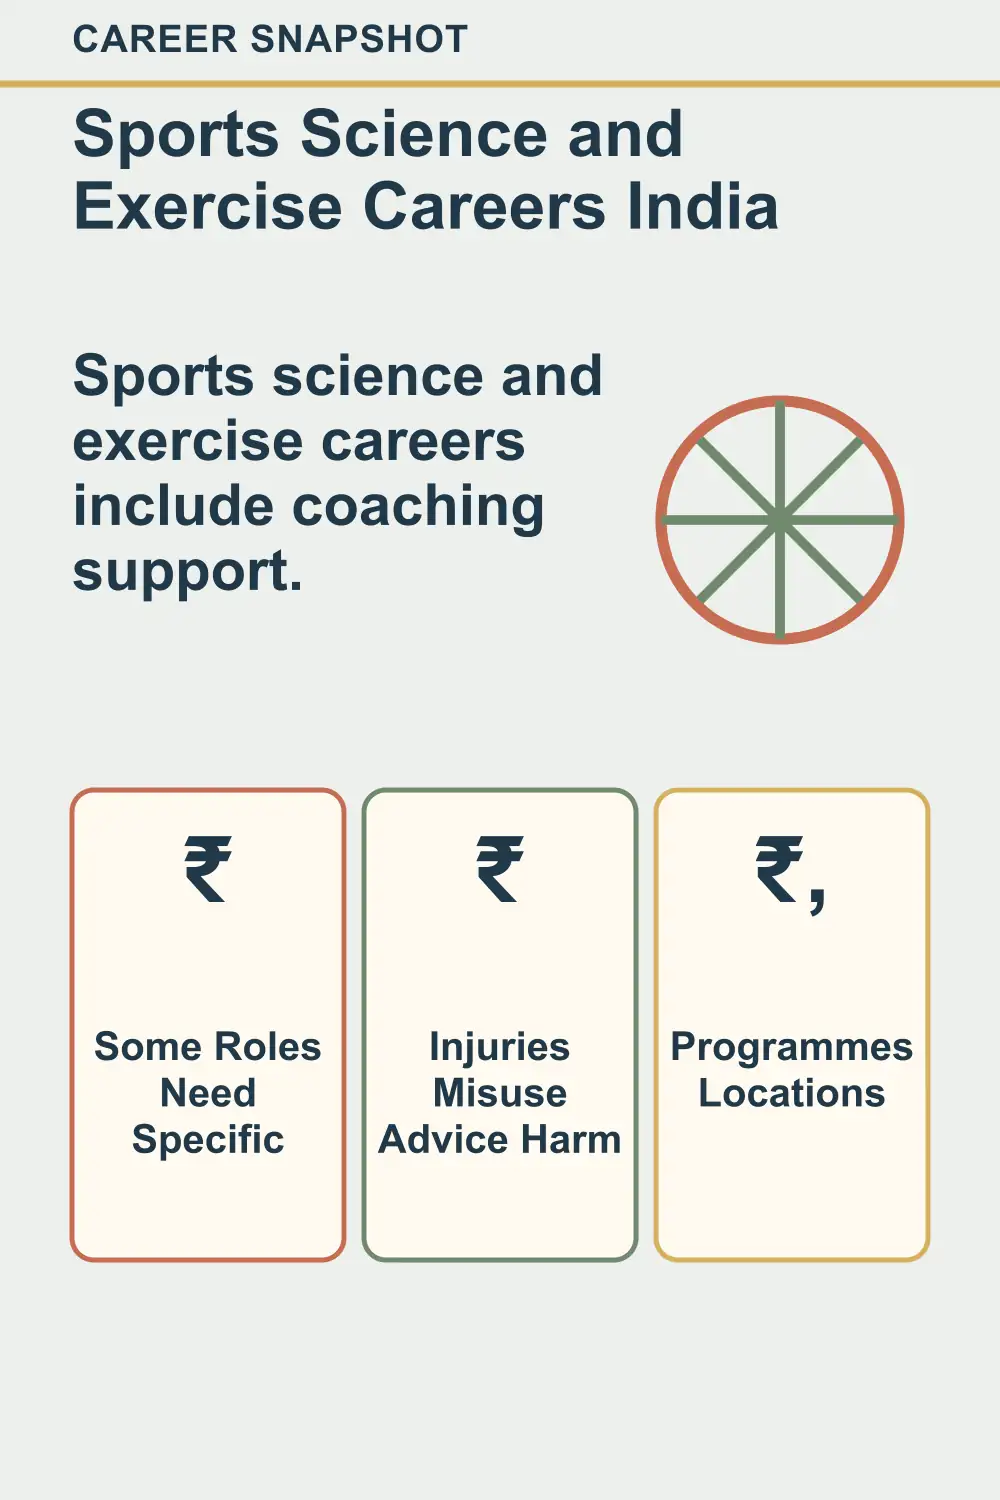 CAREER SNAPSHOT
Sports Science and
Exercise Careers India
Sports science and
exercise careers
include coaching
support.
₹
Some Roles
Need
Specific
₹
Injuries
Misuse
Advice Harm
₹,
Programmes
Locations